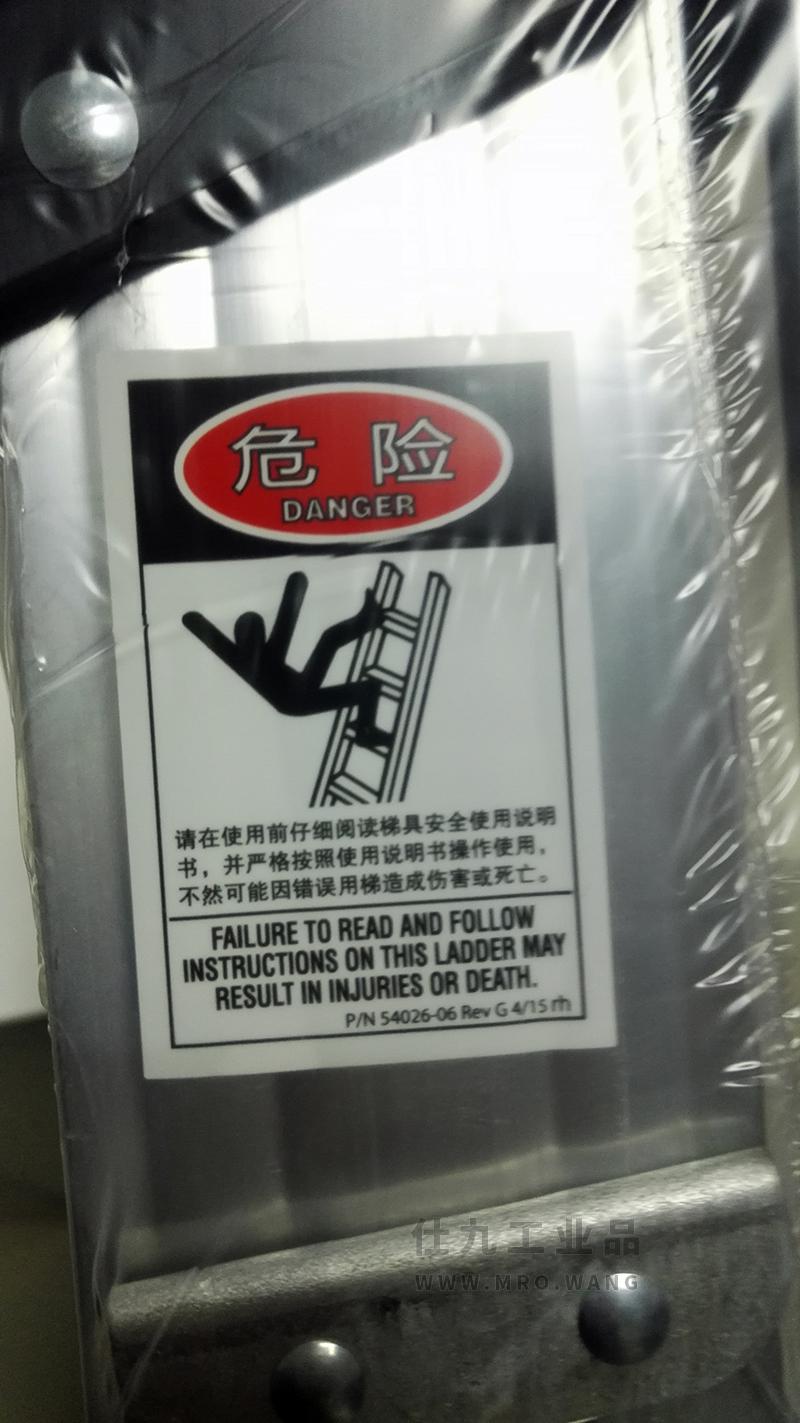 危险
DANGER
请在使用前仔细阅读梯具安全使用说明
书，并严格按照使用说明书操作使用，
不然可能因错误用梯造成伤害或死亡。
FAILURE TO READ AND FOLLOW
INSTRUCTIONS ON THIS LADDER MAY
RESULT IN INJURIES OR DEATH.
P/N 54026-06 Rev G 4/15
仕九工业品
WWW.MRO.WANG